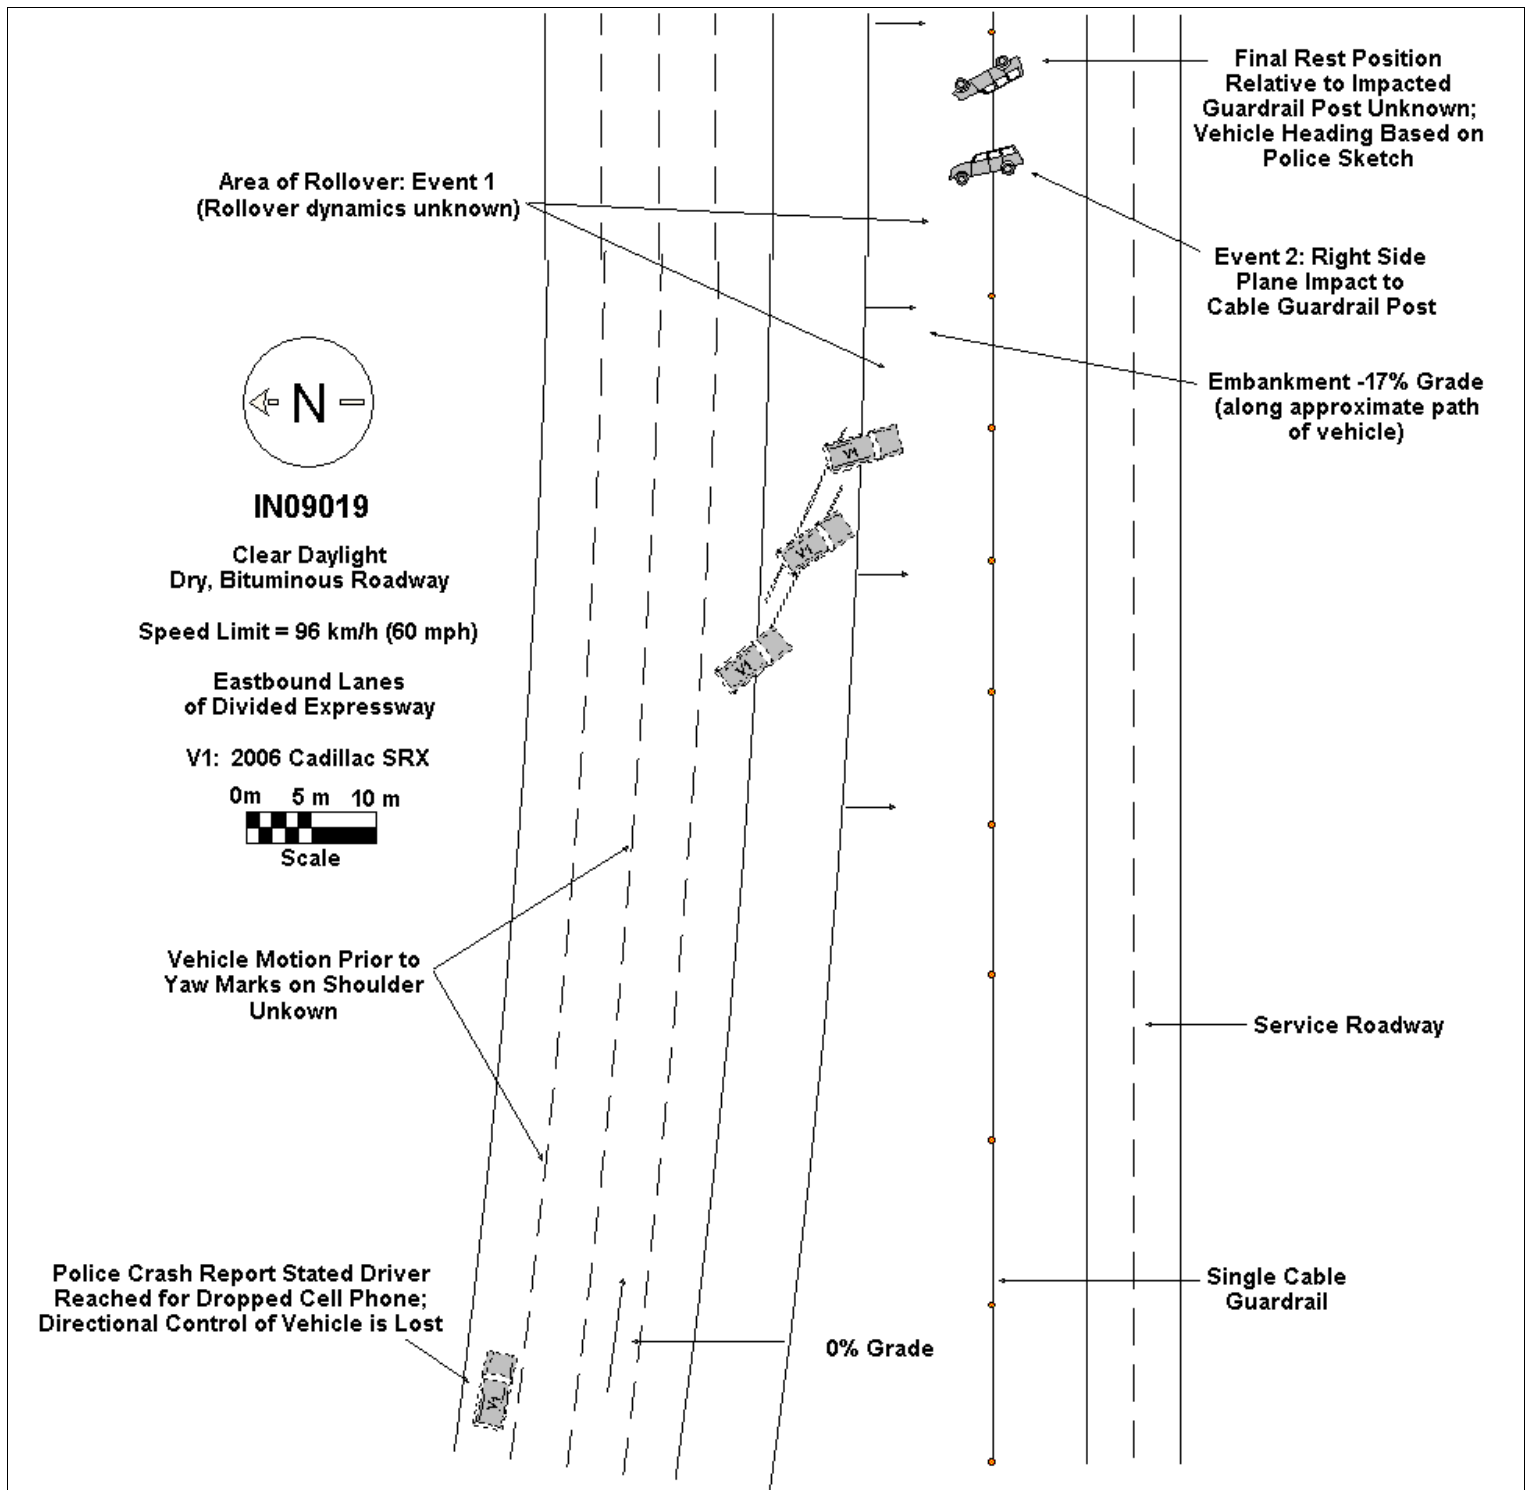 Final Rest Position
Relative to Impacted
Guardrail Post Unknown;
Vehicle Heading Based on
Police Sketch
Area of Rollover: Event 1
(Rollover dynamics unknown)
Event 2: Right Side
Plane Impact to
Cable Guardrail Post
Embankment -17% Grade
(along approximate path
of vehicle)
N
IN09019
Clear Daylight
Dry, Bituminous Roadway
Speed Limit = 96 km/h (60 mph)
Eastbound Lanes
of Divided Expressway
V1: 2006 Cadillac SRX
0m 5 m 10 m
Scale
V1
V1
V1
Vehicle Motion Prior to
Yaw Marks on Shoulder
Unkown
Service Roadway
Police Crash Report Stated Driver
Reached for Dropped Cell Phone;
Directional Control of Vehicle is Lost
V1
0% Grade
Single Cable
Guardrail